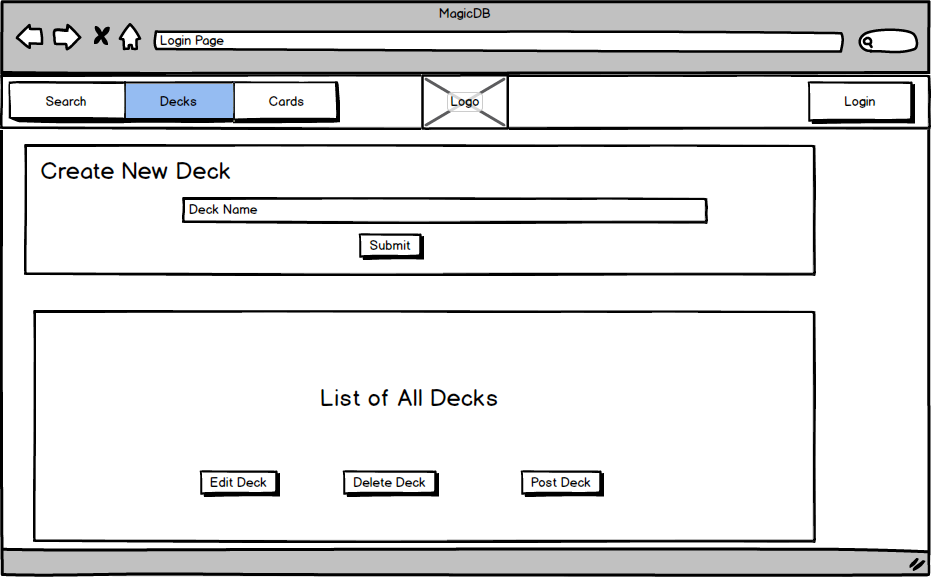 MagicDB
Login Page
Search
Decks
Cards
Logo
Login
Create New Deck
Deck Name
Submit
List of All Decks
Edit Deck
Delete Deck
Post Deck